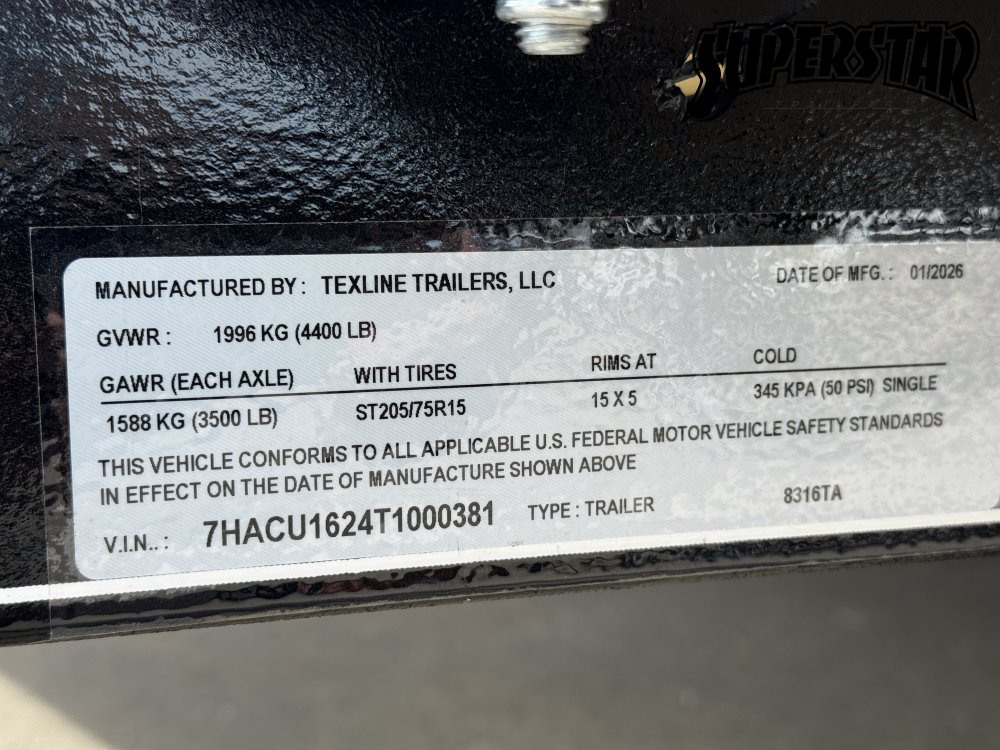 SUPERSTAR
TRAILERS
MANUFACTURED BY : TEXLINE TRAILERS, LLC DATE OF MFG. : 01/2026
GVWR : 1996 KG (4400 LB)
GAWR (EACH AXLE) WITH TIRES RIMS AT COLD
1588 KG (3500 LB) ST205/75R15 15 X 5 345 KPA (50 PSI) SINGLE
THIS VEHICLE CONFORMS TO ALL APPLICABLE U.S. FEDERAL MOTOR VEHICLE SAFETY STANDARDS
IN EFFECT ON THE DATE OF MANUFACTURE SHOWN ABOVE
V.I.N.. : 7HACU1624T1000381 TYPE : TRAILER 8316TA